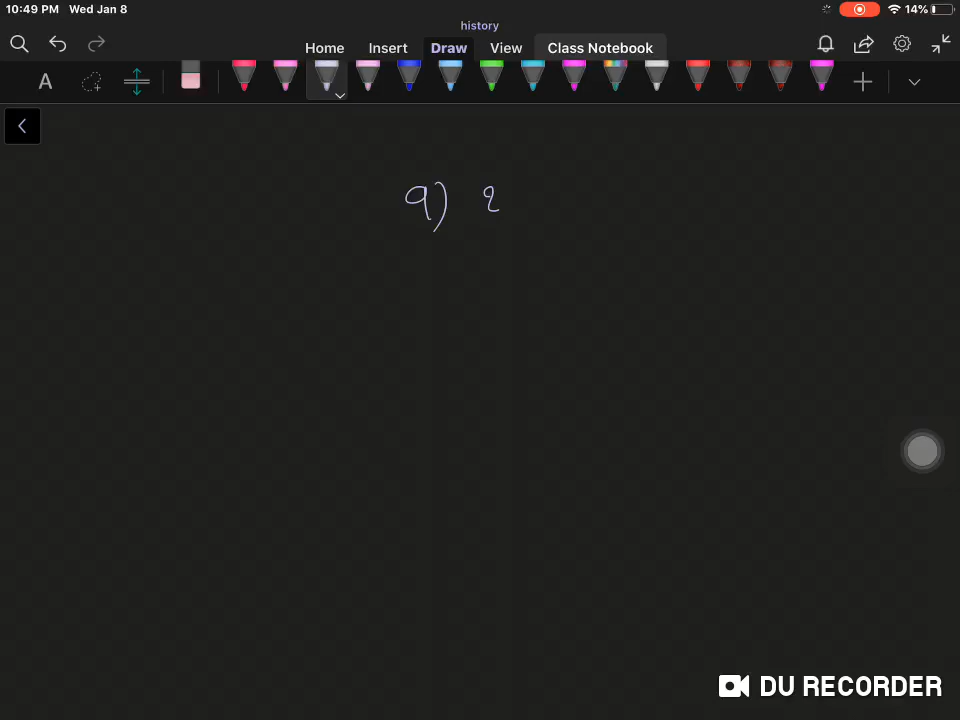 10:49 PM Wed Jan 8
14%
history
Home Insert Draw View Class Notebook
A
9) 2
DU RECORDER